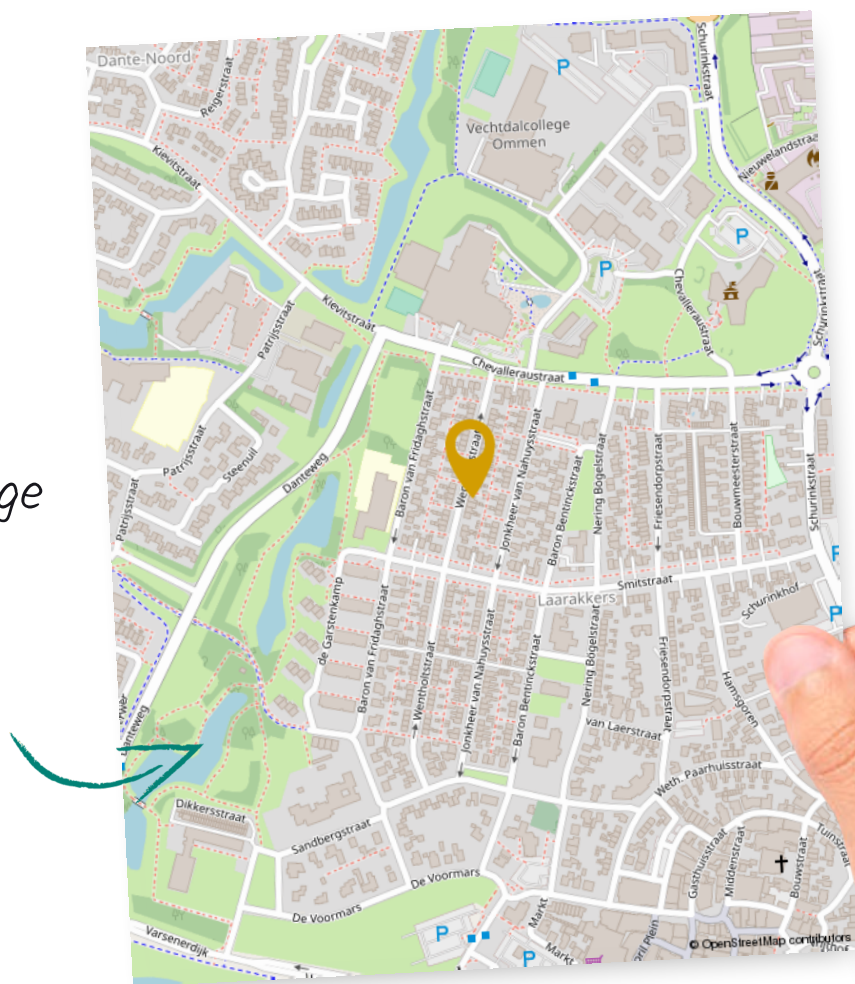 Dante-Noord
Reigerstraat
Schurinkstraat
Vechtdalcollege
Ommen
Kievitstraat
Kievitstraat
Patrijsstraat
Chevalleraustraat
Chevalleraustraat
Schurinkstraat
Baron van Fridaghstraat
Jonkheer van Nahuysstraat
Baron Bentinckstraat
Nering Bogelstraat
Friesendorpstraat
Bouwmeesterstraat
Schurinkstraat
Patrijsstraat
Steenuil
Danteweg
Patrijsstraat
ge
Smitstraat
Laarakkers
Schurinkhof
de Garstenkamp
Baron van Fridaghstraat
Wentholtstraat
Jonkheer van Nahuysstraat
Baron Bentinckstraat
Nering Bogelstraat
Friesendorpstraat
Hamsgoren
Danteweg
van Laerstraat
Weth. Paarhuisstraat
Dikkersstraat
Sandbergstraat
Gasthuisstraat
Middenstraat
Bouwstraat
Tuinstraat
De Voormars
De Voormars
Markt
Markt
Varsenerdijk
P
P
P
P
P
P
P
© OpenStreetMap contributors